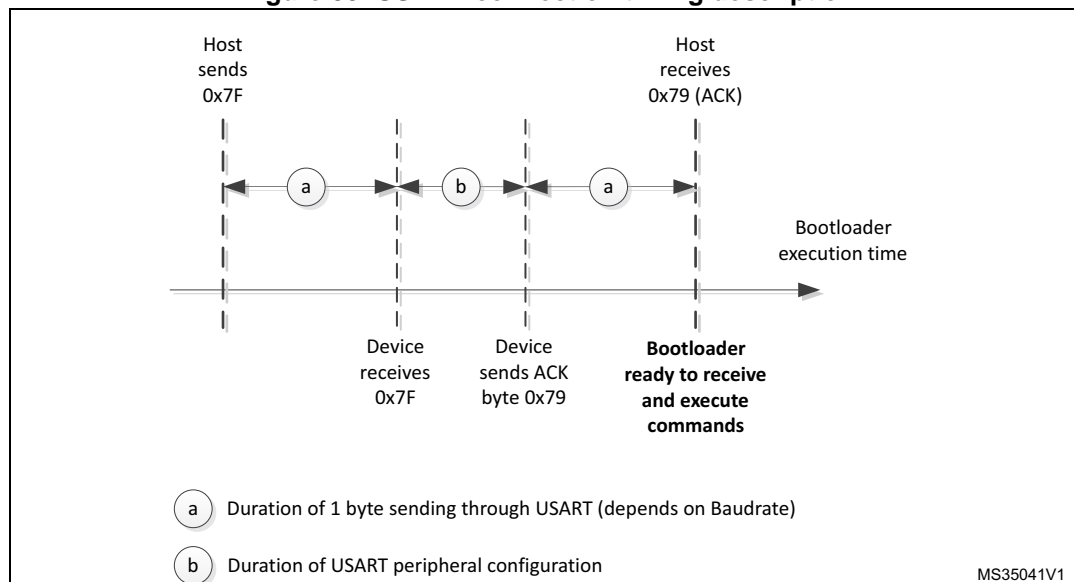 Host
sends
0x7F
Host
receives
0x79 (ACK)
a
b
a
Bootloader
execution time
Device
receives
0x7F
Device
sends ACK
byte 0x79
Bootloader
ready to receive
and execute
commands
a Duration of 1 byte sending through USART (depends on Baudrate)
b Duration of USART peripheral configuration
MS35041V1